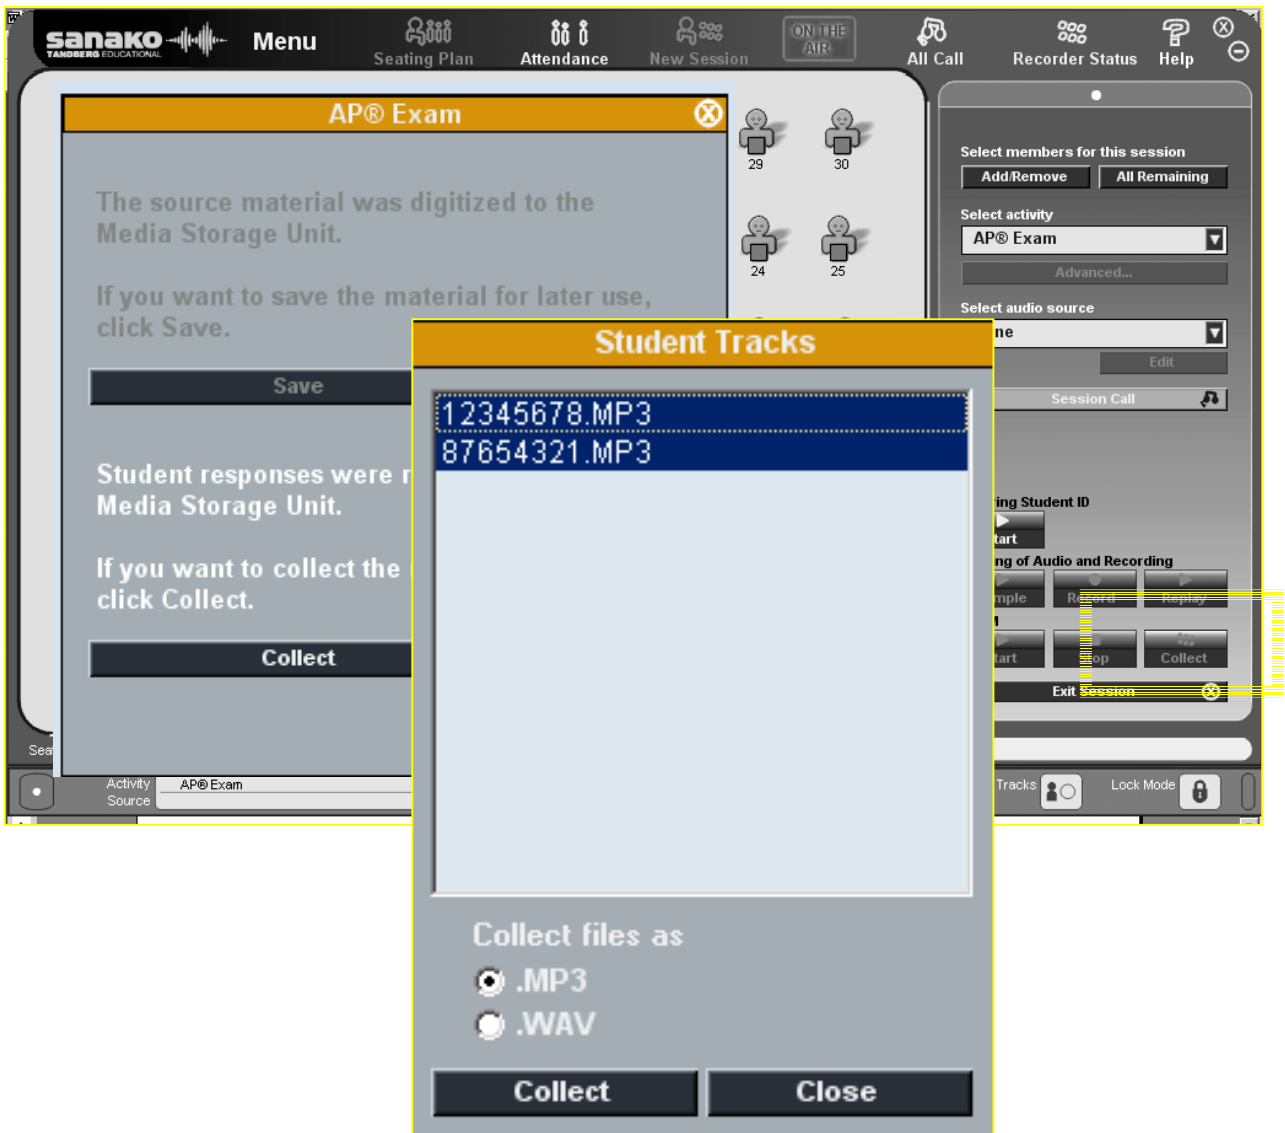 sanako
TANDBERG EDUCATIONAL
Menu
Seating Plan
Attendance
New Session
ON THE
AIR
All Call
Recorder Status
Help
AP® Exam
The source material was digitized to the
Media Storage Unit.
If you want to save the material for later use,
click Save.
Save
Student responses were r
Media Storage Unit.
If you want to collect the
click Collect.
Collect
29
30
24
25
Select members for this session
Add/Remove
All Remaining
Select activity
AP® Exam
Advanced...
Select audio source
ne
Edit
Session Call
ring Student ID
tart
ng of Audio and Recording
mple
Record
Replay
M
tart
Stop
Collect
Exit Session
Student Tracks
12345678.MP3
87654321.MP3
Collect files as
.MP3
.WAV
Collect
Close
Sea
Activity
AP® Exam
Source
Tracks
Lock Mode